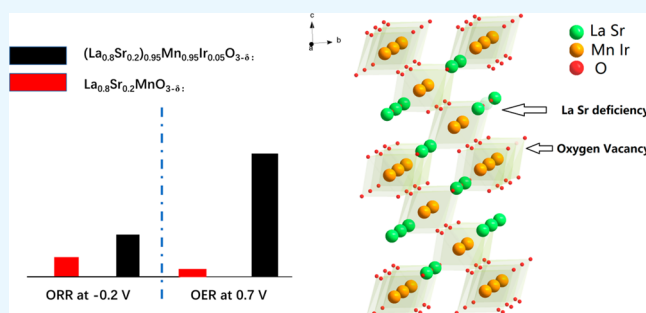 (La0.8Sr0.2)0.95Mn0.95Ir0.05O3-δ:
La0.8Sr0.2MnO3-δ:
ORR at -0.2 V
OER at 0.7 V
c
b
a
La Sr
Mn Ir
O
La Sr deficiency
Oxygen Vacancy